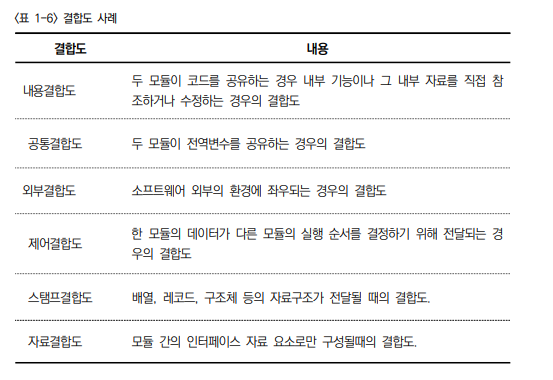 <표 1-6> 결합도 사례
결합도 내용
내용결합도 두 모듈이 코드를 공유하는 경우 내부 기능이나 그 내부 자료를 직접 참
조하거나 수정하는 경우의 결합도
공통결합도 두 모듈이 전역변수를 공유하는 경우의 결합도
외부결합도 소프트웨어 외부의 환경에 좌우되는 경우의 결합도
제어결합도 한 모듈의 데이터가 다른 모듈의 실행 순서를 결정하기 위해 전달되는 경
우의 결합도
스탬프결합도 배열, 레코드, 구조체 등의 자료구조가 전달될 때의 결합도.
자료결합도 모듈 간의 인터페이스 자료 요소로만 구성될때의 결합도.